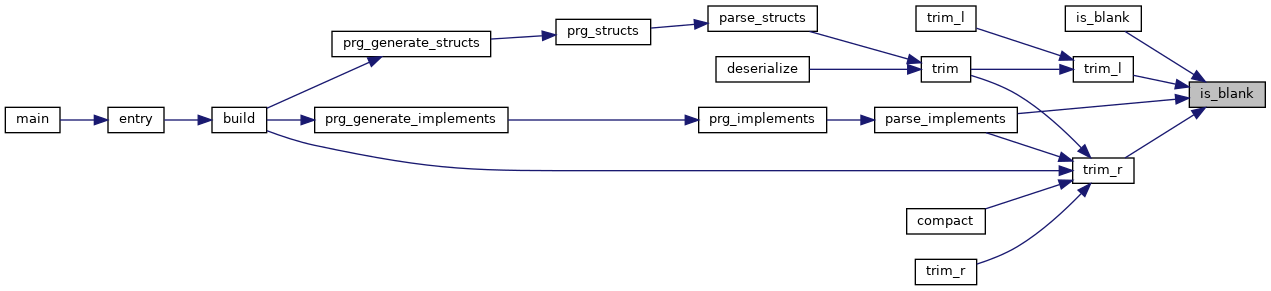 parse_structs
trim_l
is_blank
prg_structs
prg_generate_structs
deserialize
trim
trim_l
is_blank
main
entry
build
prg_generate_implements
prg_implements
parse_implements
trim_r
compact
trim_r